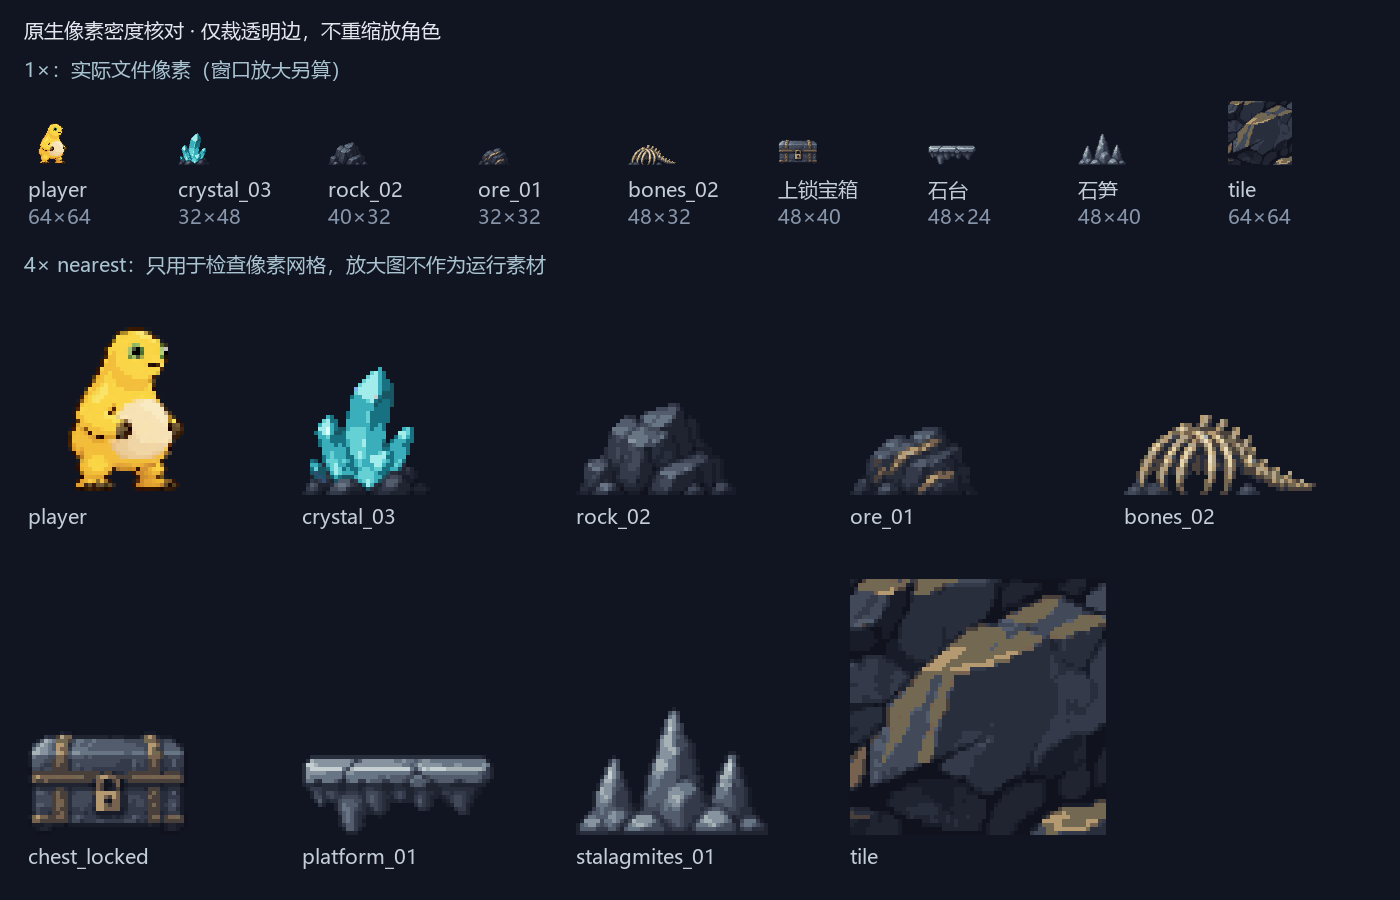 原生像素密度核对 · 仅裁透明边，不重缩放角色
1×：实际文件像素（窗口放大另算）
player crystal_03 rock_02 ore_01 bones_02 上锁宝箱 石台 石笋 tile
64×64 32×48 40×32 32×32 48×32 48×40 48×24 48×40 64×64
4× nearest：只用于检查像素网格，放大图不作为运行素材
player crystal_03 rock_02 ore_01 bones_02
chest_locked platform_01 stalagmites_01 tile